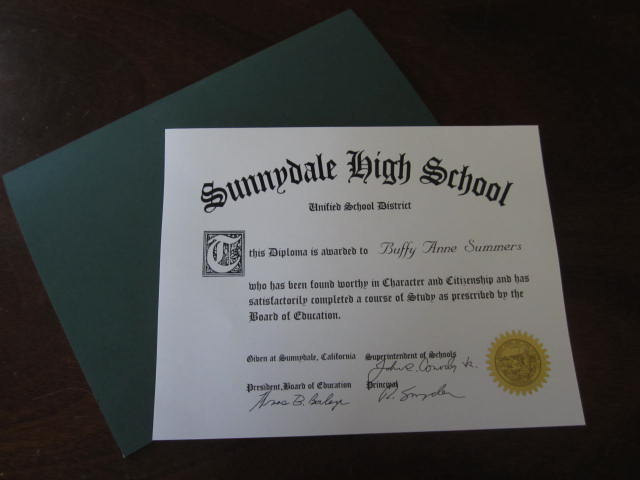 Sunnydale High School
Unified School District
this Diploma is awarded to Buffy Anne Summers
who has been found worthy in Character and Citizenship and has
satisfactorily completed a course of Study as prescribed by the
Board of Education.
Given at Sunnydale, California Superintendent of Schools
President, Board of Education Principal
R. Snyder